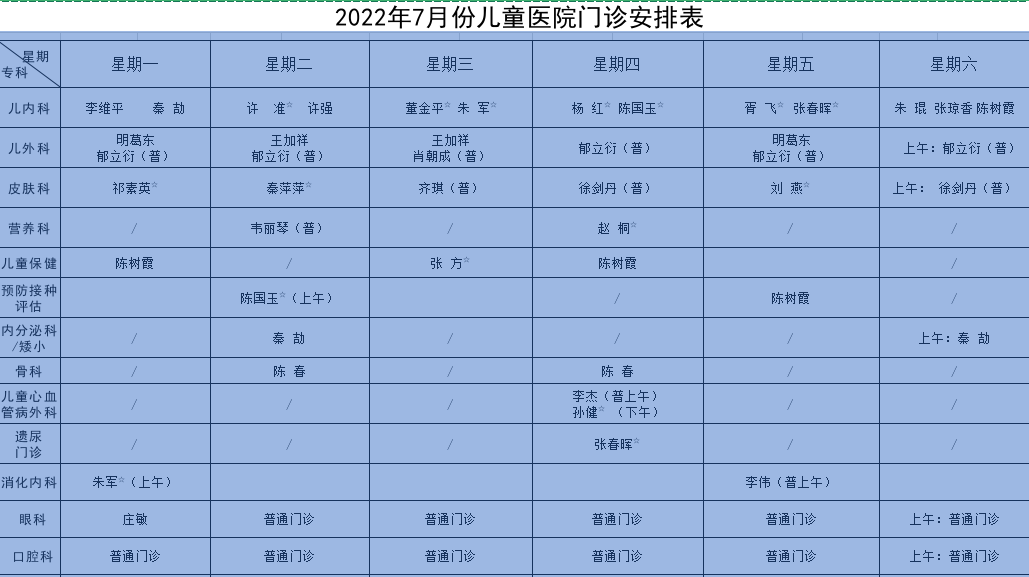 2022年7月份儿童医院门诊安排表
星期
专科
星期一 星期二 星期三 星期四 星期五 星期六
儿内科 李维平 秦 劼 许 准☆ 许强 董金平☆ 朱 军☆ 杨 红☆ 陈国玉☆ 胥 飞☆ 张春晖☆ 朱 琨 张琼香 陈树霞
儿外科 明葛东 郁立衍（普） 王加祥 郁立衍（普） 王加祥 肖朝成（普） 郁立衍（普） 明葛东 郁立衍（普） 上午：郁立衍（普）
皮肤科 祁素英☆ 秦萍萍☆ 齐琪（普） 徐剑丹（普） 刘 燕☆ 上午： 徐剑丹（普）
营养科 / 韦丽琴（普） / 赵 桐☆ / /
儿童保健 陈树霞 / 张 方☆ 陈树霞 /
预防接种评估 陈国玉☆（上午） / 陈树霞 /
内分泌科/矮小 / 秦 劼 / / / 上午：秦 劼
骨科 / 陈 春 / 陈 春 / /
儿童心血管病外科 / / / 李杰（普上午） 孙健☆ （下午） / /
遗尿门诊 / / / 张春晖☆ / /
消化内科 朱军☆（上午） 李伟（普上午）
眼科 庄敏 普通门诊 普通门诊 普通门诊 普通门诊 上午：普通门诊
口腔科 普通门诊 普通门诊 普通门诊 普通门诊 普通门诊 上午：普通门诊